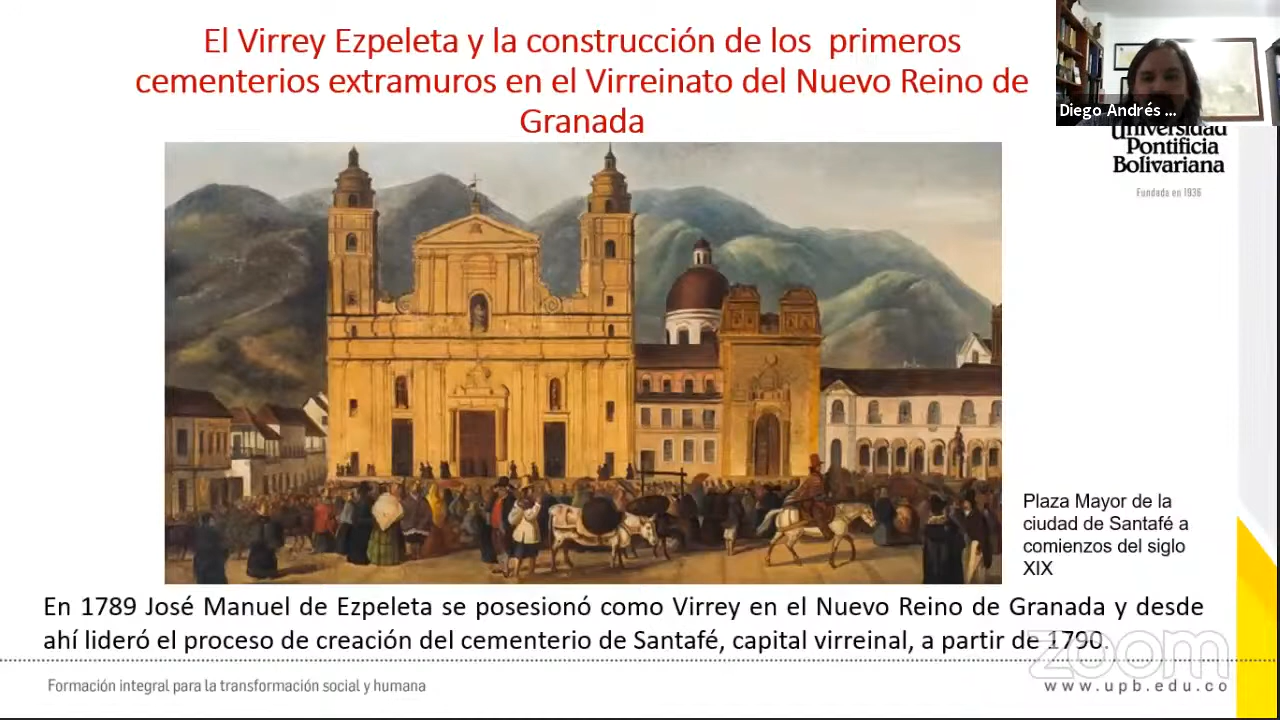 El Virrey Ezpeleta y la construcción de los primeros
cementerios extramuros en el Virreinato del Nuevo Reino de
Granada
Diego Andrés ...
Universidad
Pontificia
Bolivariana
Fundada en 1936
Plaza Mayor de la
ciudad de Santafé a
comienzos del siglo
XIX
En 1789 José Manuel de Ezpeleta se posesionó como Virrey en el Nuevo Reino de Granada y desde
ahí lideró el proceso de creación del cementerio de Santafé, capital virreinal, a partir de 1790.
zoom
Formación integral para la transformación social y humana
www.upb.edu.co